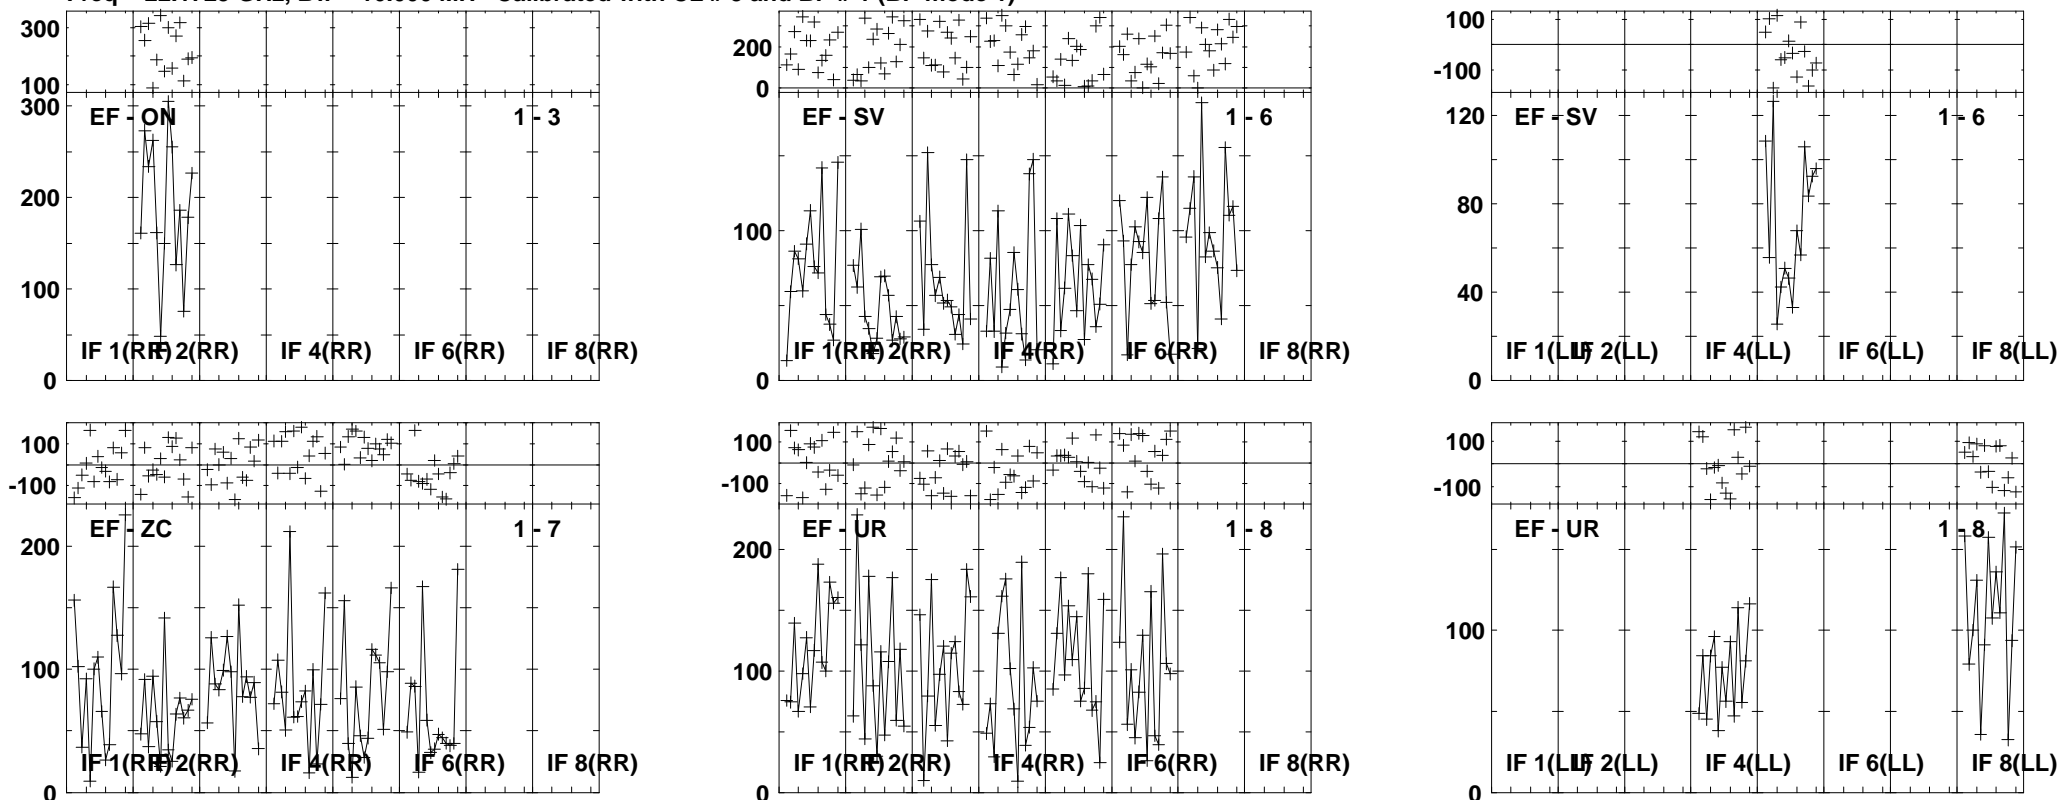 300
100
300
200
100
0
EF - ON
1 - 3
IF 1(RR)
IF 2(RR)
IF 4(RR)
IF 6(RR)
IF 8(RR)
200
0
100
0
EF - SV
1 - 6
IF 1(RR)
IF 2(RR)
IF 4(RR)
IF 6(RR)
IF 8(RR)
100
-100
120
80
40
0
EF - SV
1 - 6
IF 1(LL)
IF 2(LL)
IF 4(LL)
IF 6(LL)
IF 8(LL)
100
-100
200
100
0
EF - ZC
1 - 7
IF 1(RR)
IF 2(RR)
IF 4(RR)
IF 6(RR)
IF 8(RR)
100
-100
200
100
0
EF - UR
1 - 8
IF 1(RR)
IF 2(RR)
IF 4(RR)
IF 6(RR)
IF 8(RR)
100
-100
100
0
EF - UR
1 - 8
IF 1(LL)
IF 2(LL)
IF 4(LL)
IF 6(LL)
IF 8(LL)